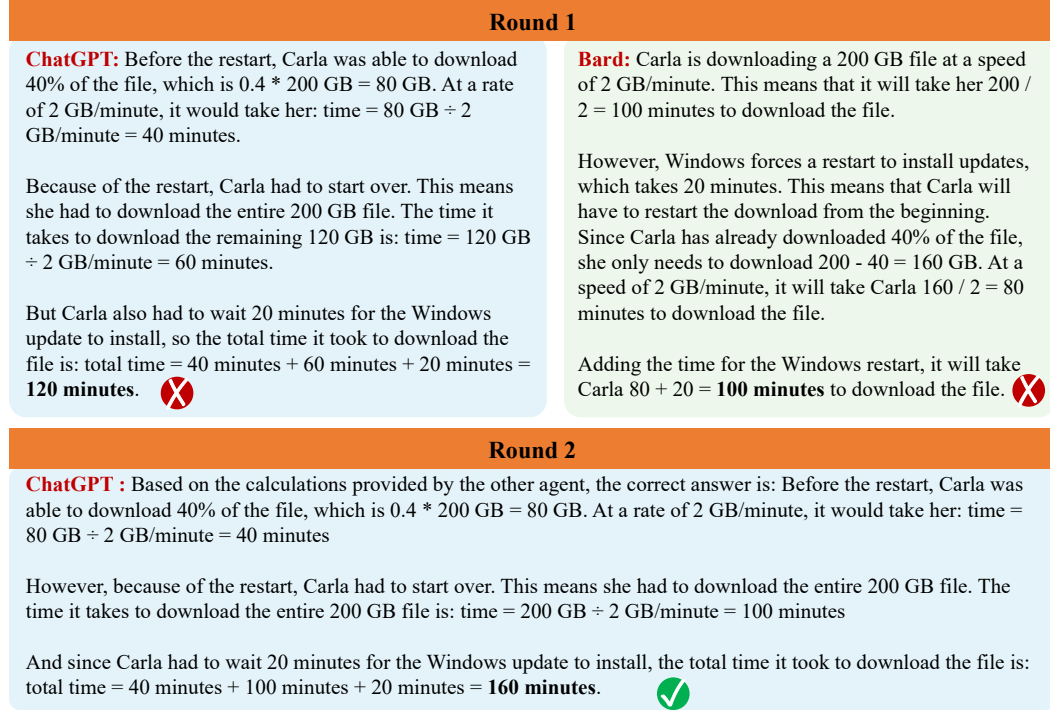 Round 1
ChatGPT: Before the restart, Carla was able to download
40% of the file, which is 0.4 * 200 GB = 80 GB. At a rate
of 2 GB/minute, it would take her: time = 80 GB ÷ 2
GB/minute = 40 minutes.
Because of the restart, Carla had to start over. This means
she had to download the entire 200 GB file. The time it
takes to download the remaining 120 GB is: time = 120 GB
÷ 2 GB/minute = 60 minutes.
But Carla also had to wait 20 minutes for the Windows
update to install, so the total time it took to download the
file is: total time = 40 minutes + 60 minutes + 20 minutes =
120 minutes.
Bard: Carla is downloading a 200 GB file at a speed
of 2 GB/minute. This means that it will take her 200 /
2 = 100 minutes to download the file.
However, Windows forces a restart to install updates,
which takes 20 minutes. This means that Carla will
have to restart the download from the beginning.
Since Carla has already downloaded 40% of the file,
she only needs to download 200 - 40 = 160 GB. At a
speed of 2 GB/minute, it will take Carla 160 / 2 = 80
minutes to download the file.
Adding the time for the Windows restart, it will take
Carla 80 + 20 = 100 minutes to download the file.
Round 2
ChatGPT : Based on the calculations provided by the other agent, the correct answer is: Before the restart, Carla was
able to download 40% of the file, which is 0.4 * 200 GB = 80 GB. At a rate of 2 GB/minute, it would take her: time =
80 GB ÷ 2 GB/minute = 40 minutes
However, because of the restart, Carla had to start over. This means she had to download the entire 200 GB file. The
time it takes to download the entire 200 GB file is: time = 200 GB ÷ 2 GB/minute = 100 minutes
And since Carla had to wait 20 minutes for the Windows update to install, the total time it took to download the file is:
total time = 40 minutes + 100 minutes + 20 minutes = 160 minutes.